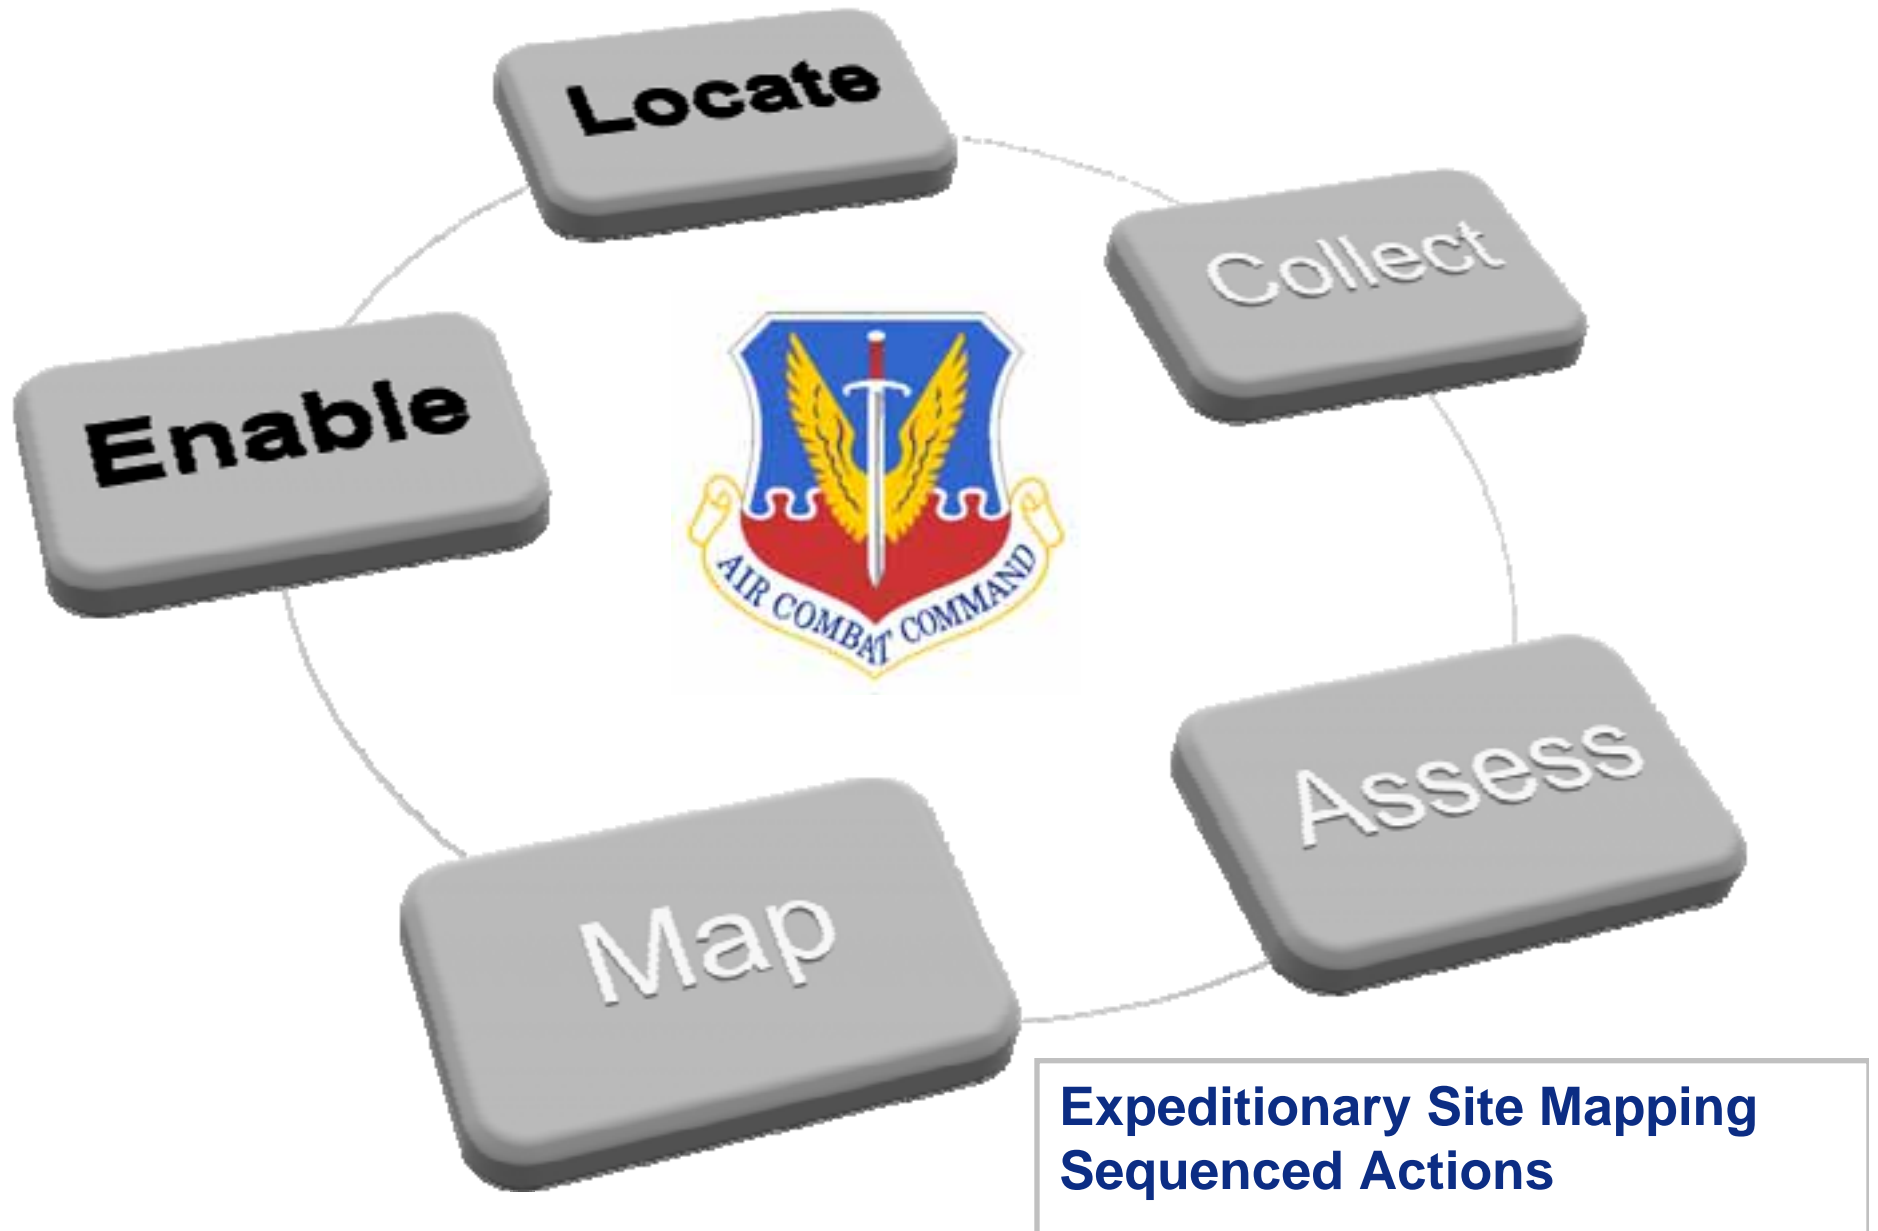 Locate
Collect
Enable
AIR COMBAT COMMAND
Assess
Map
Expeditionary Site Mapping
Sequenced Actions